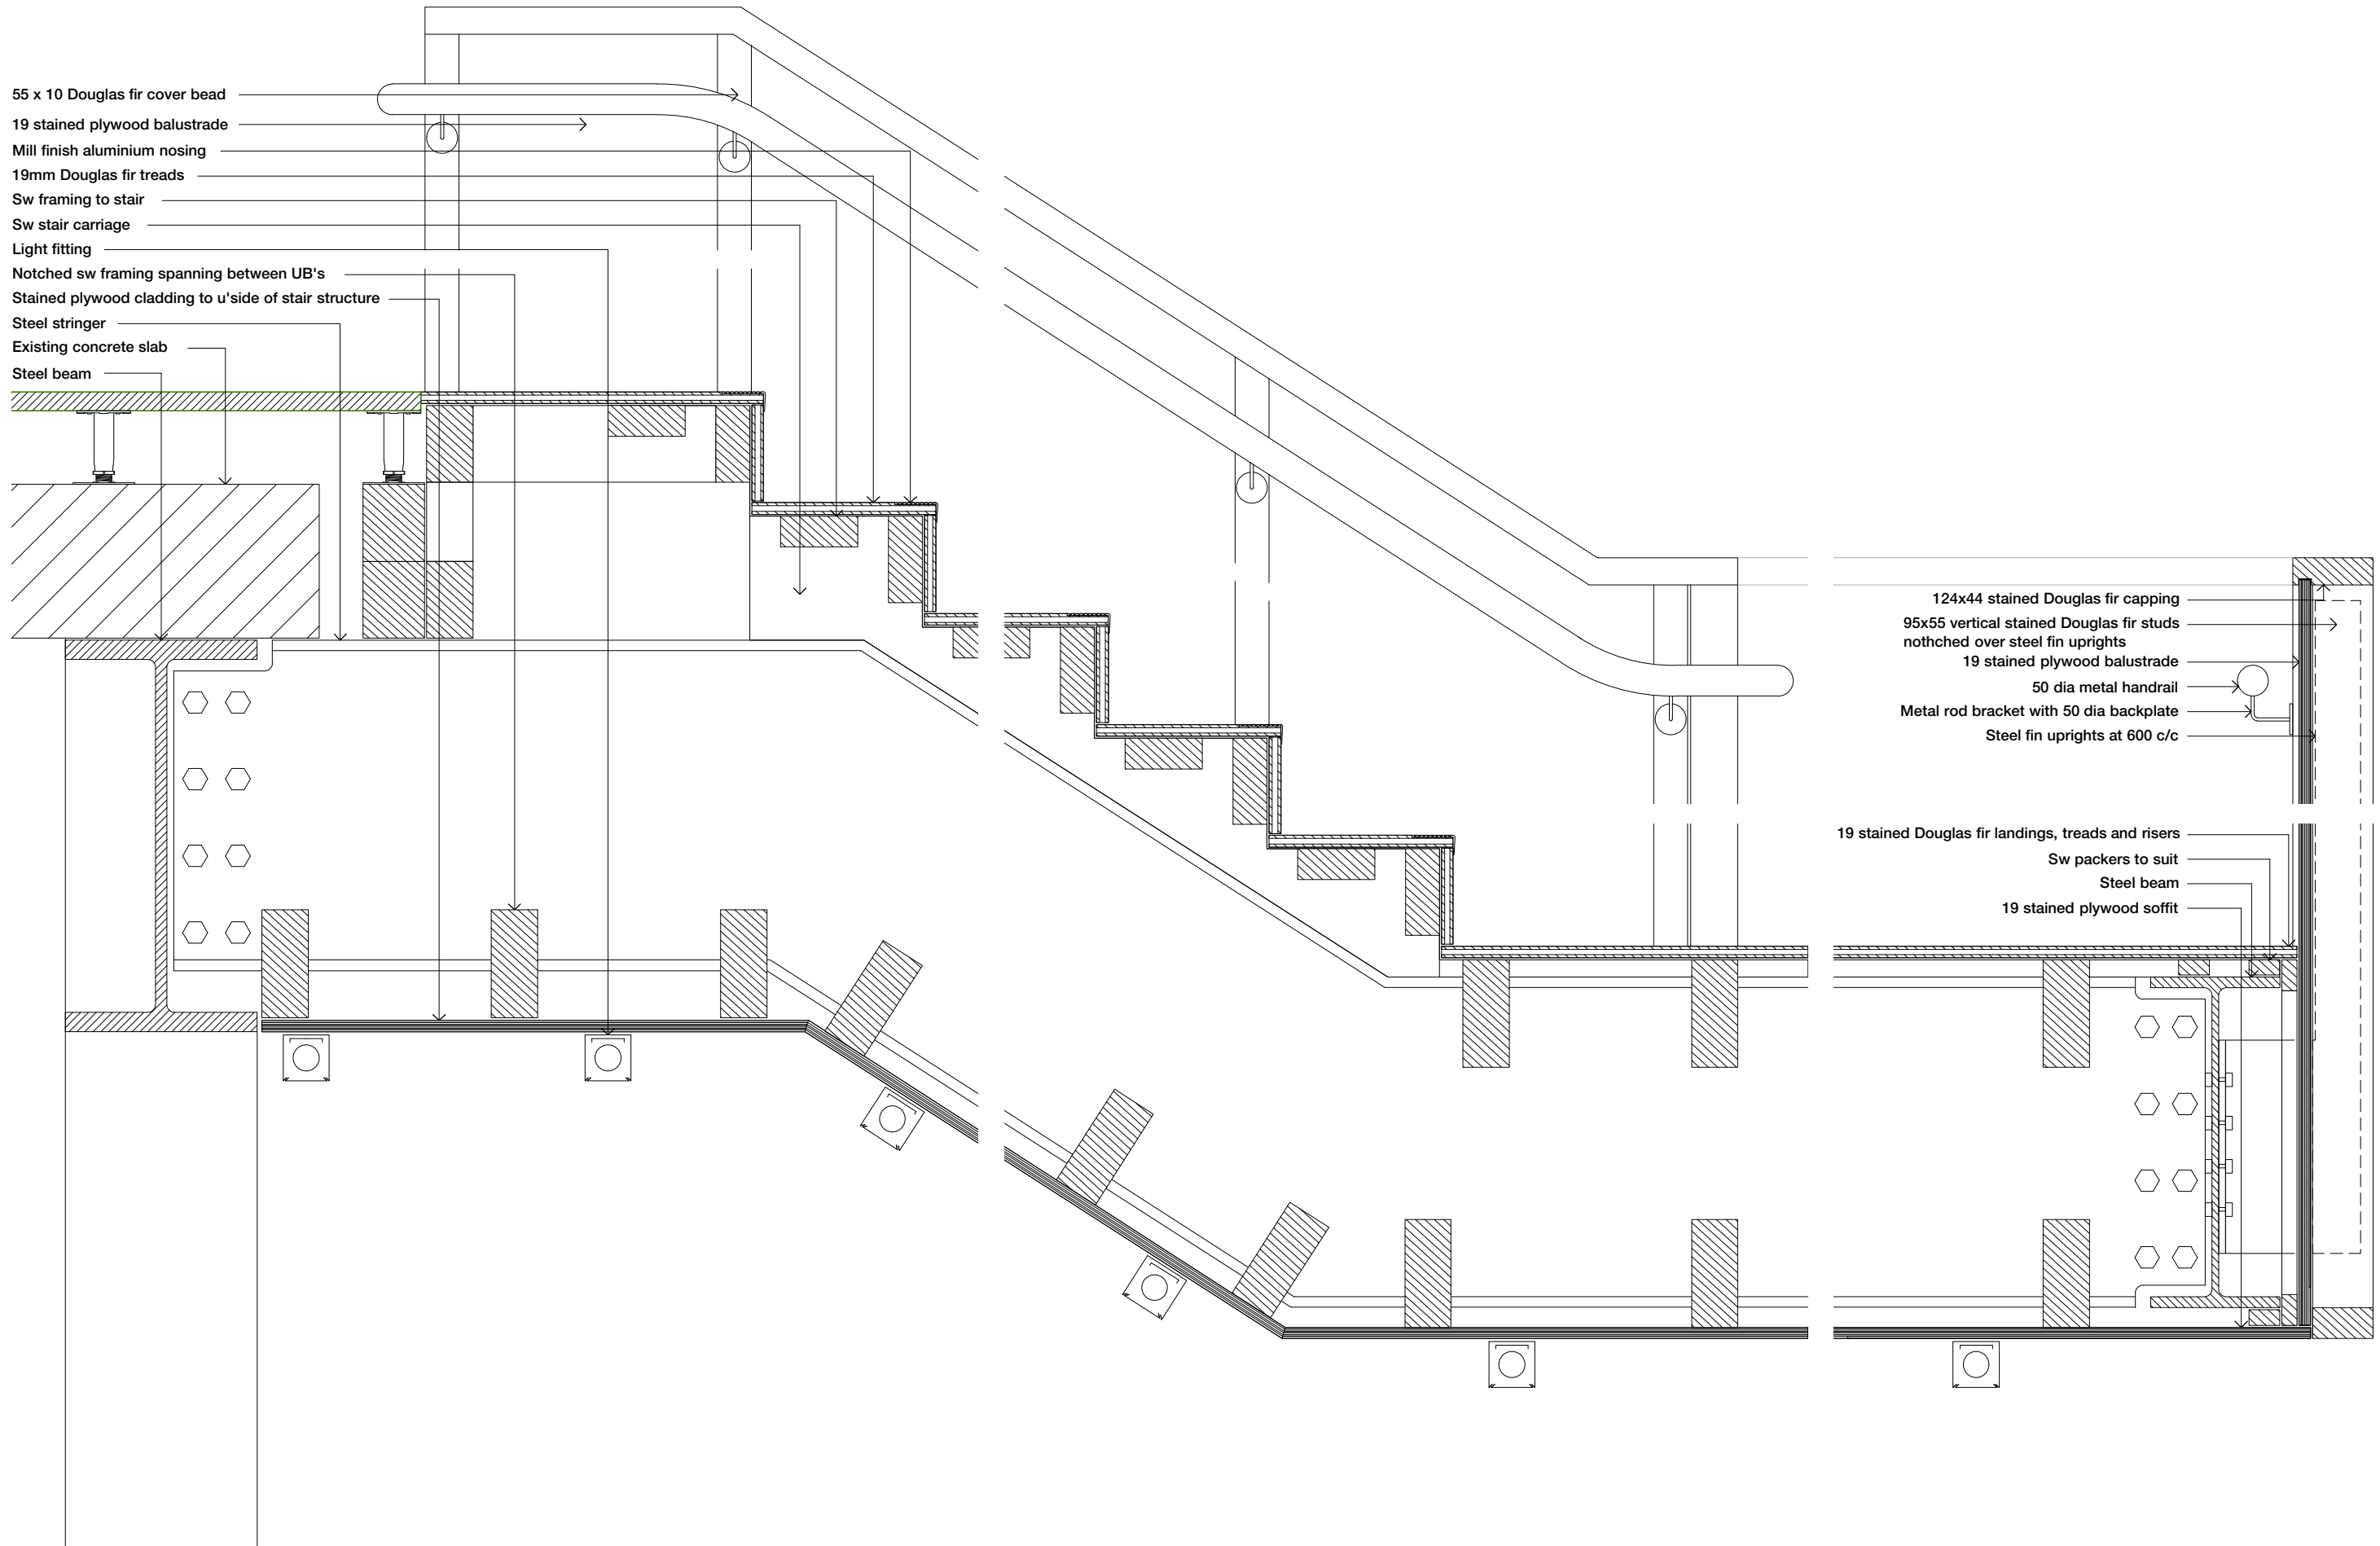 55 x 10 Douglas fir cover bead
19 stained plywood balustrade
Mill finish aluminium nosing
19mm Douglas fir treads
Sw framing to stair
Sw stair carriage
Light fitting
Notched sw framing spanning between UB's
Stained plywood cladding to u'side of stair structure
Steel stringer
Existing concrete slab
Steel beam
124x44 stained Douglas fir capping
95x55 vertical stained Douglas fir studs
nothched over steel fin uprights
19 stained plywood balustrade
50 dia metal handrail
Metal rod bracket with 50 dia backplate
Steel fin uprights at 600 c/c
19 stained Douglas fir landings, treads and risers
Sw packers to suit
Steel beam
19 stained plywood soffit